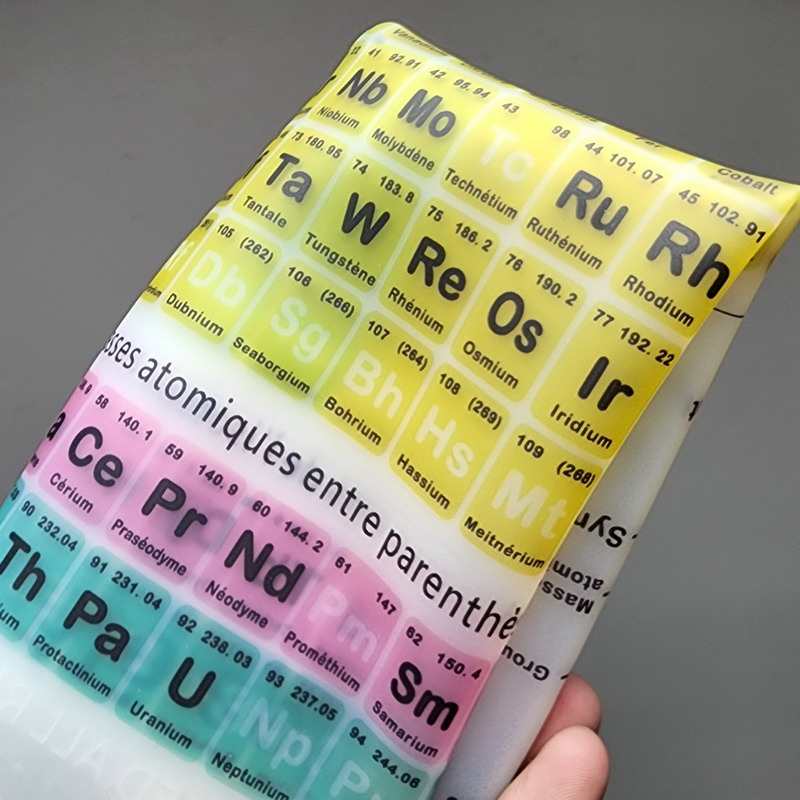 Cobalt
41 92.91 42 95.94 43 98 44 101.07 45 102.91
Nb Mo Tc Ru Rh
Niobium Molybdène Technétium Ruthénium Rhodium
73 180.95 74 183.8 75 186.2 76 190.2 77 192.22
Ta W Re Os Ir
Tantale Tungstène Rhénium Osmium Iridium
105 (262) 106 (266) 107 (264) 108 (269) 109 (268)
Db Sg Bh Hs Mt
Dubnium Seaborgium Bohrium Hassium Meitnérium
sses atomiques entre parenthè
58 140.1 59 140.9 60 144.2 61 147 62 150.4
Ce Pr Nd Pm Sm
Cérium Praséodyme Néodyme Prométhium Samarium
90 232.04 91 231.04 92 238.03 93 237.05 94 244.06
Th Pa U Np
Protactinium Uranium Neptunium
Sym
Mass
atom
Grou